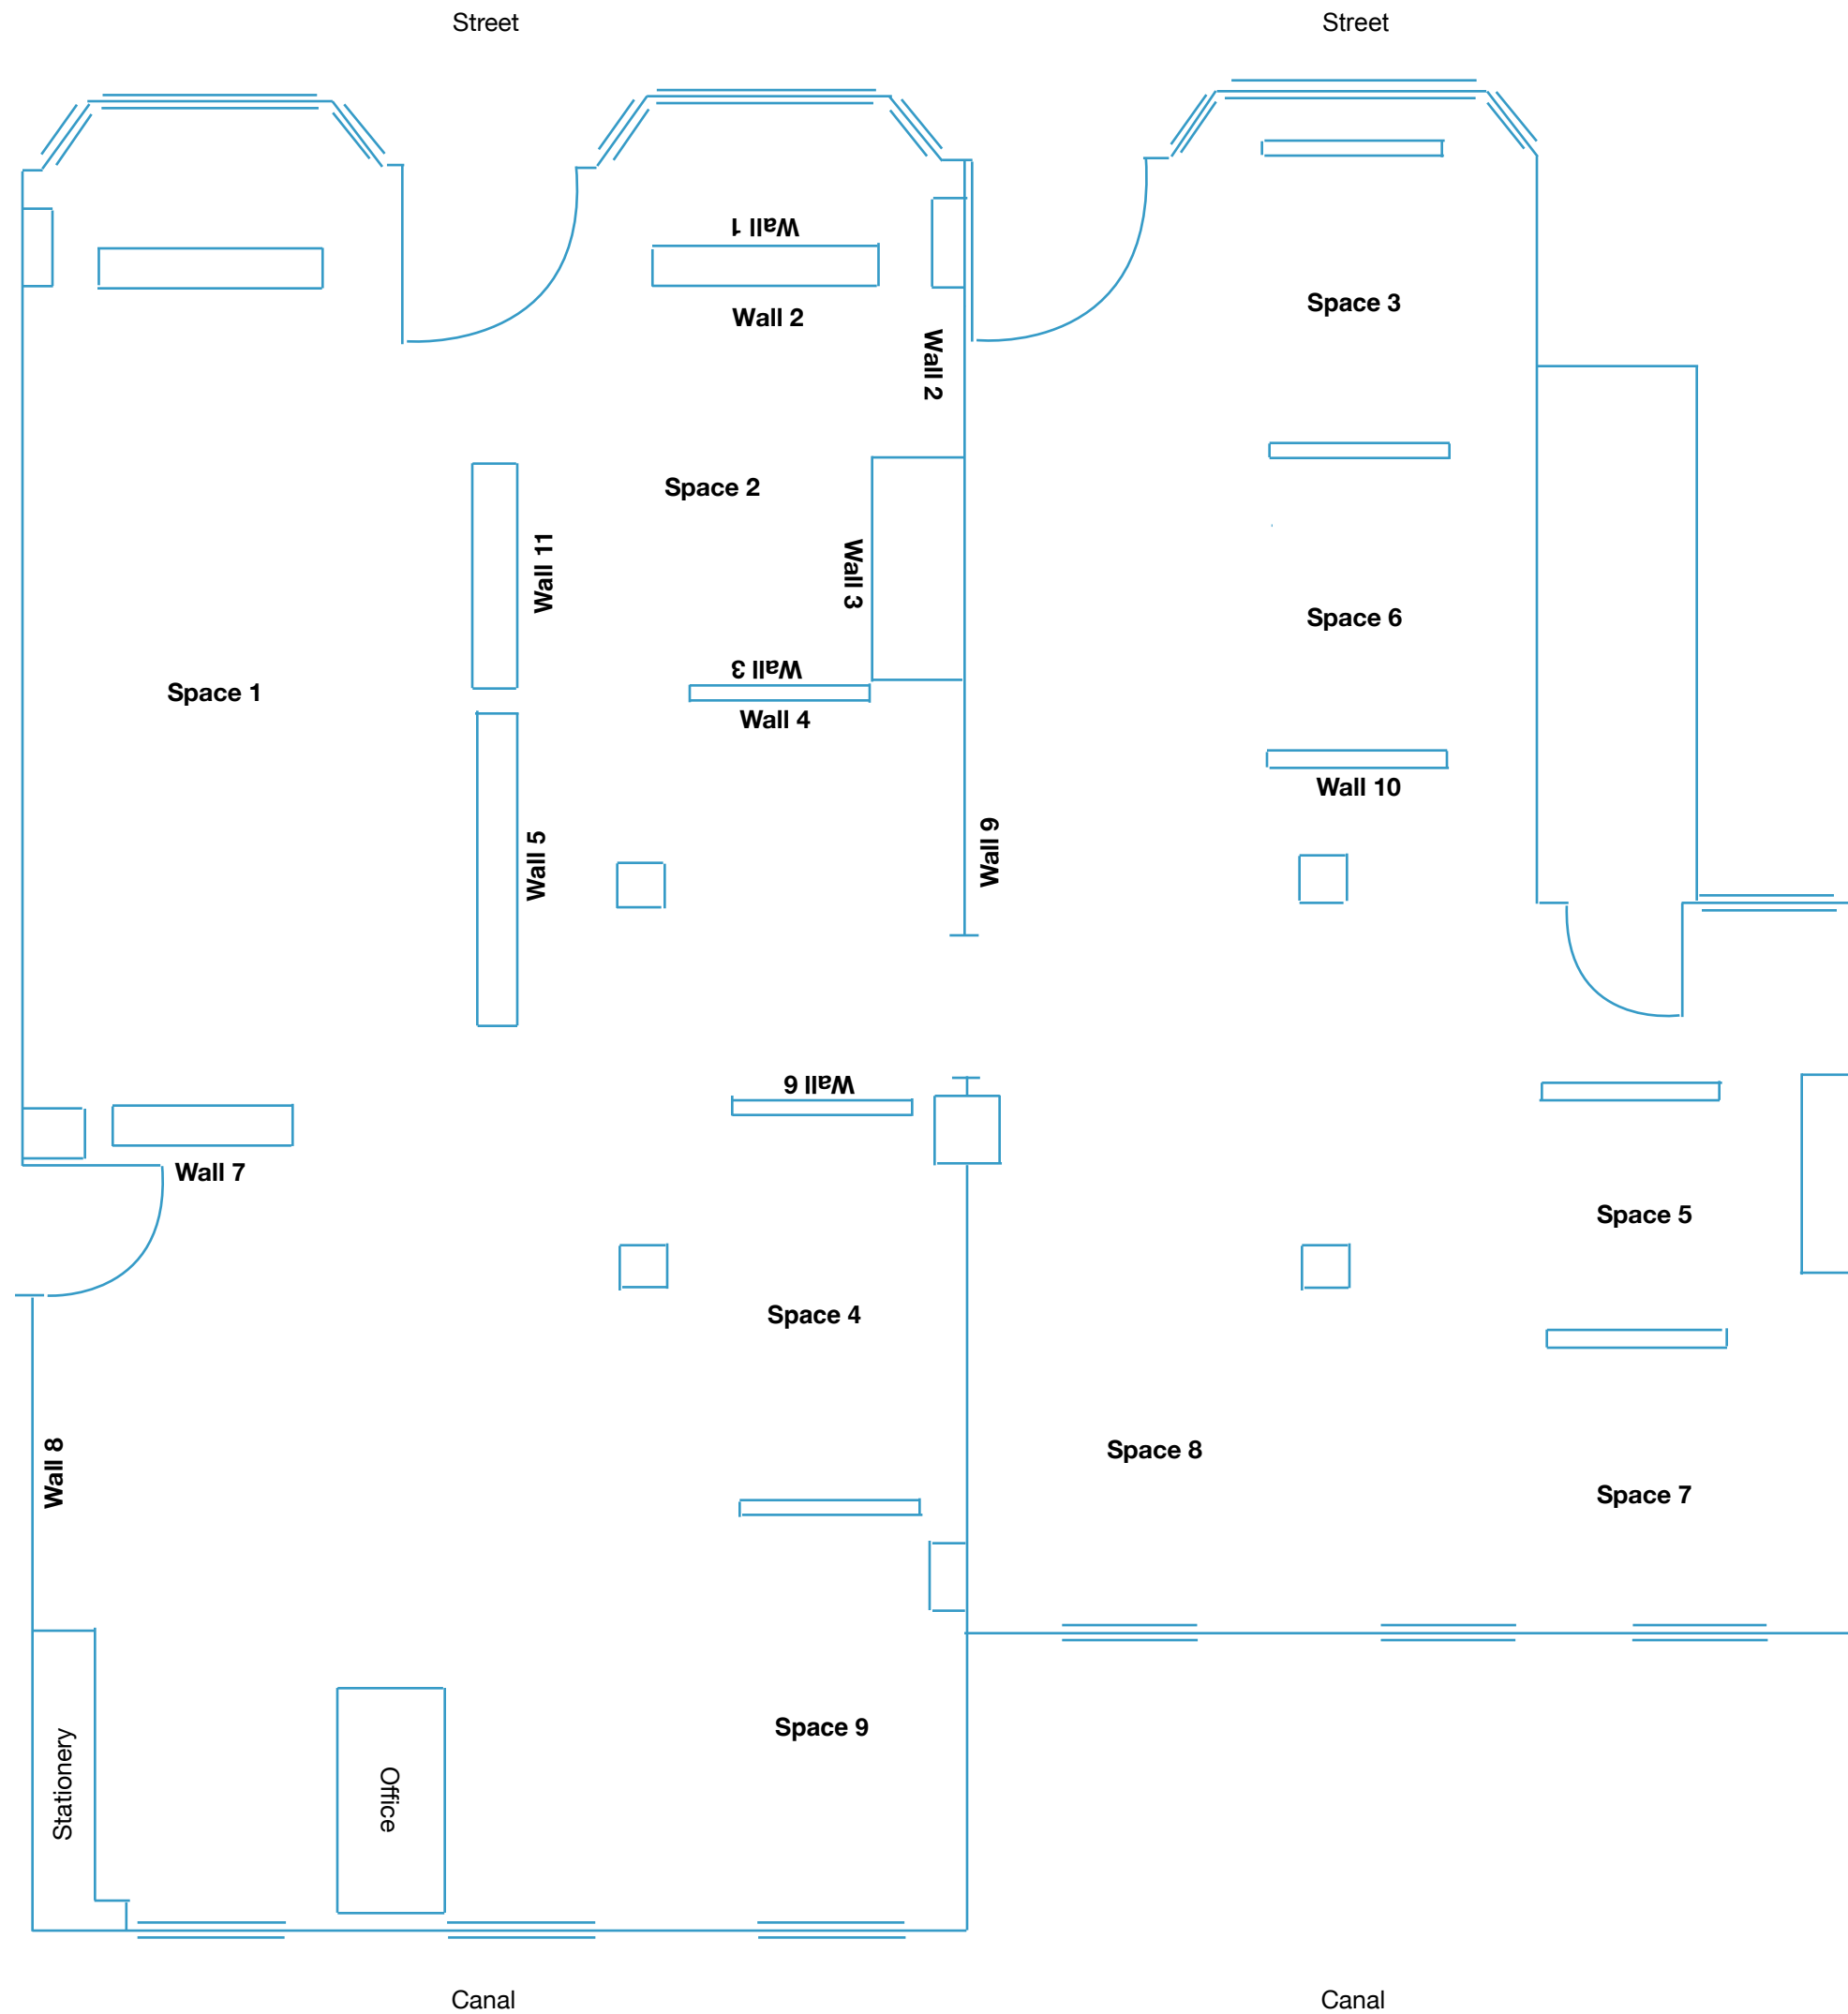 Street
Street
Wall 1
Wall 2
Wall 2
Space 3
Space 2
Wall 11
Wall 3
Space 6
Wall 3
Space 1
Wall 4
Wall 10
Wall 5
Wall 9
Wall 6
Wall 7
Space 5
Space 4
Wall 8
Space 8
Space 7
Space 9
Stationery
Office
Canal
Canal